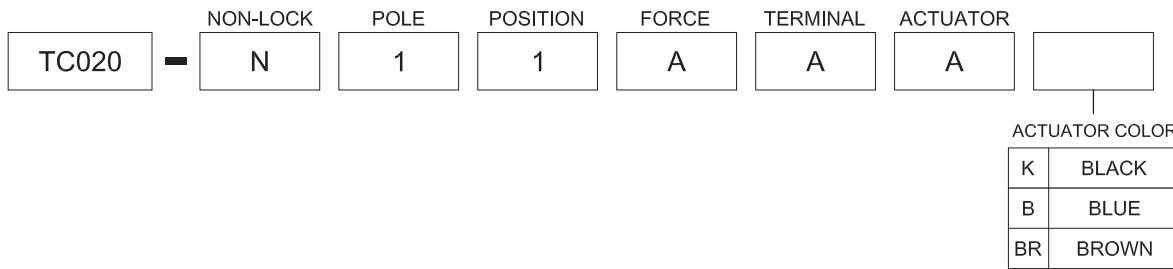 NON-LOCK POLE POSITION FORCE TERMINAL ACTUATOR
TC020 - N 1 1 A A A
ACTUATOR COLOR
K BLACK
B BLUE
BR BROWN